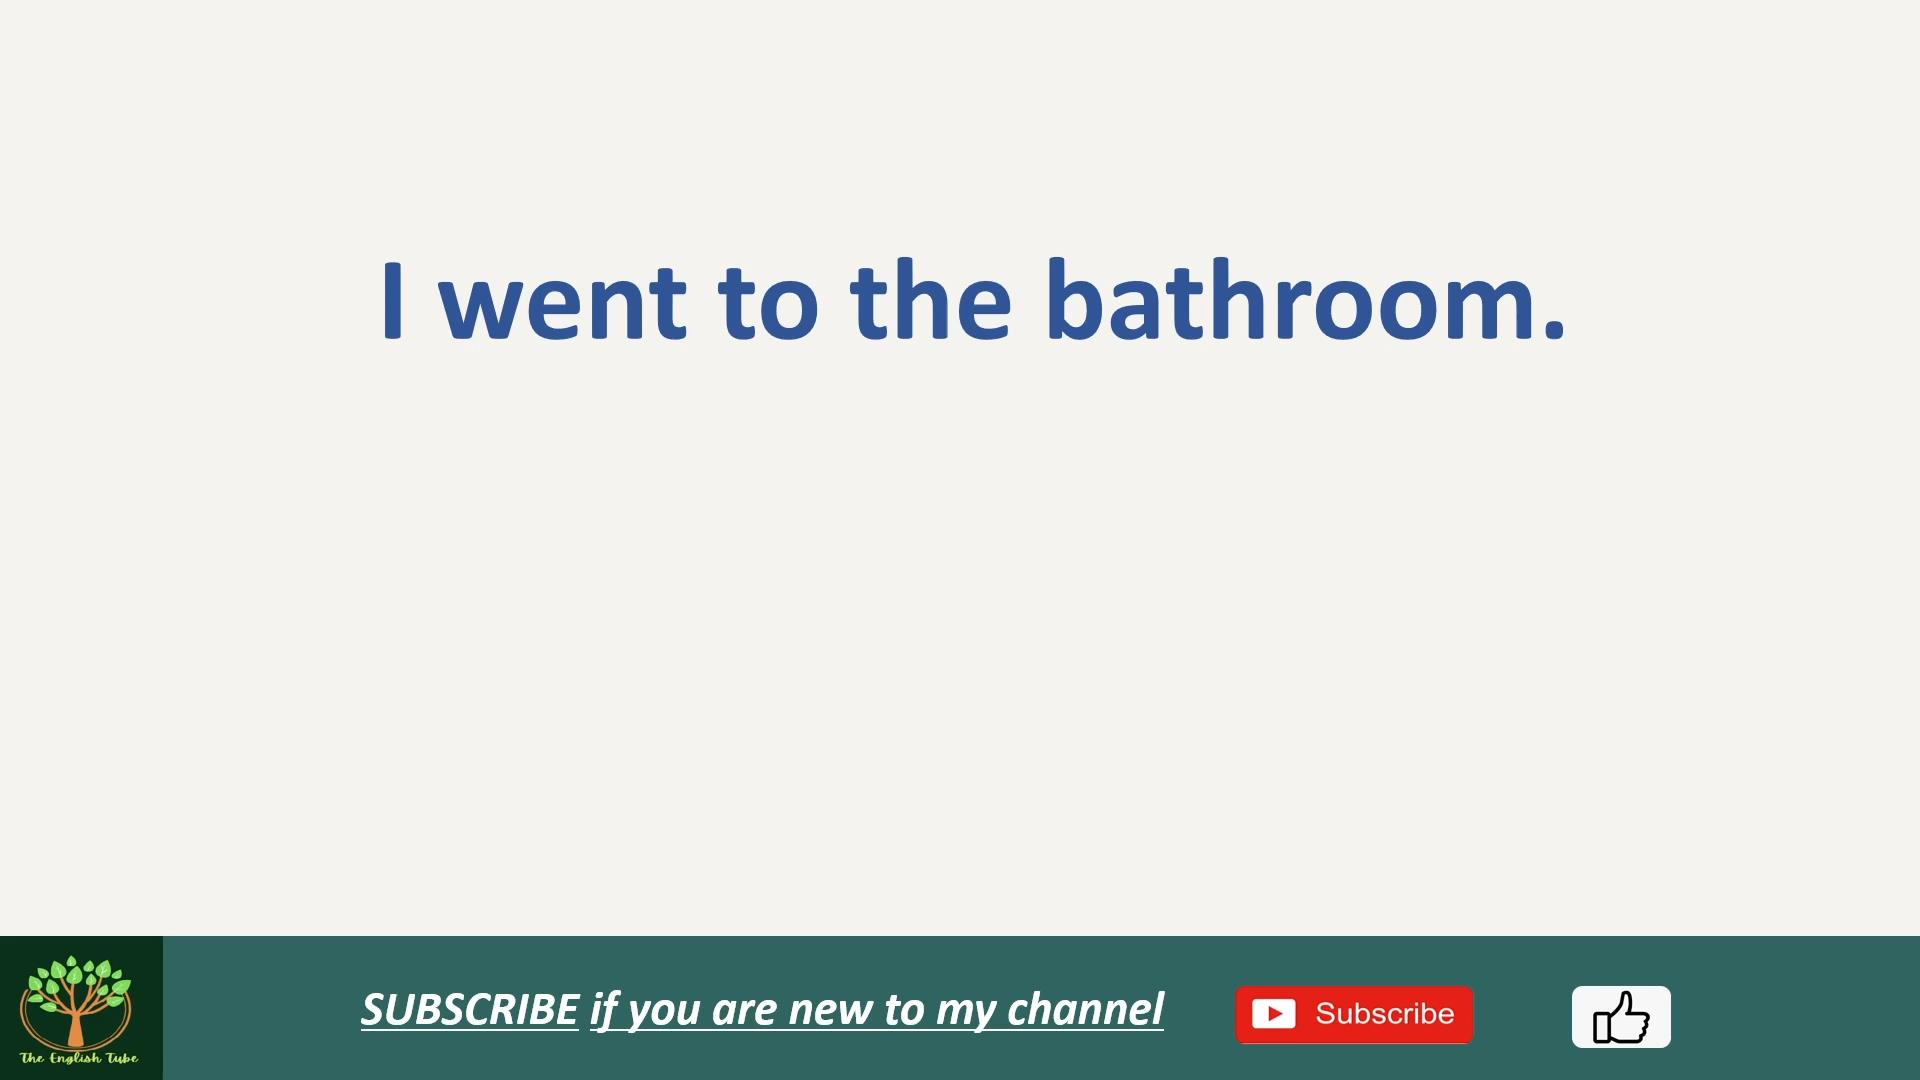 I went to the bathroom.
SUBSCRIBE if you are new to my channel
Subscribe
The English Tube